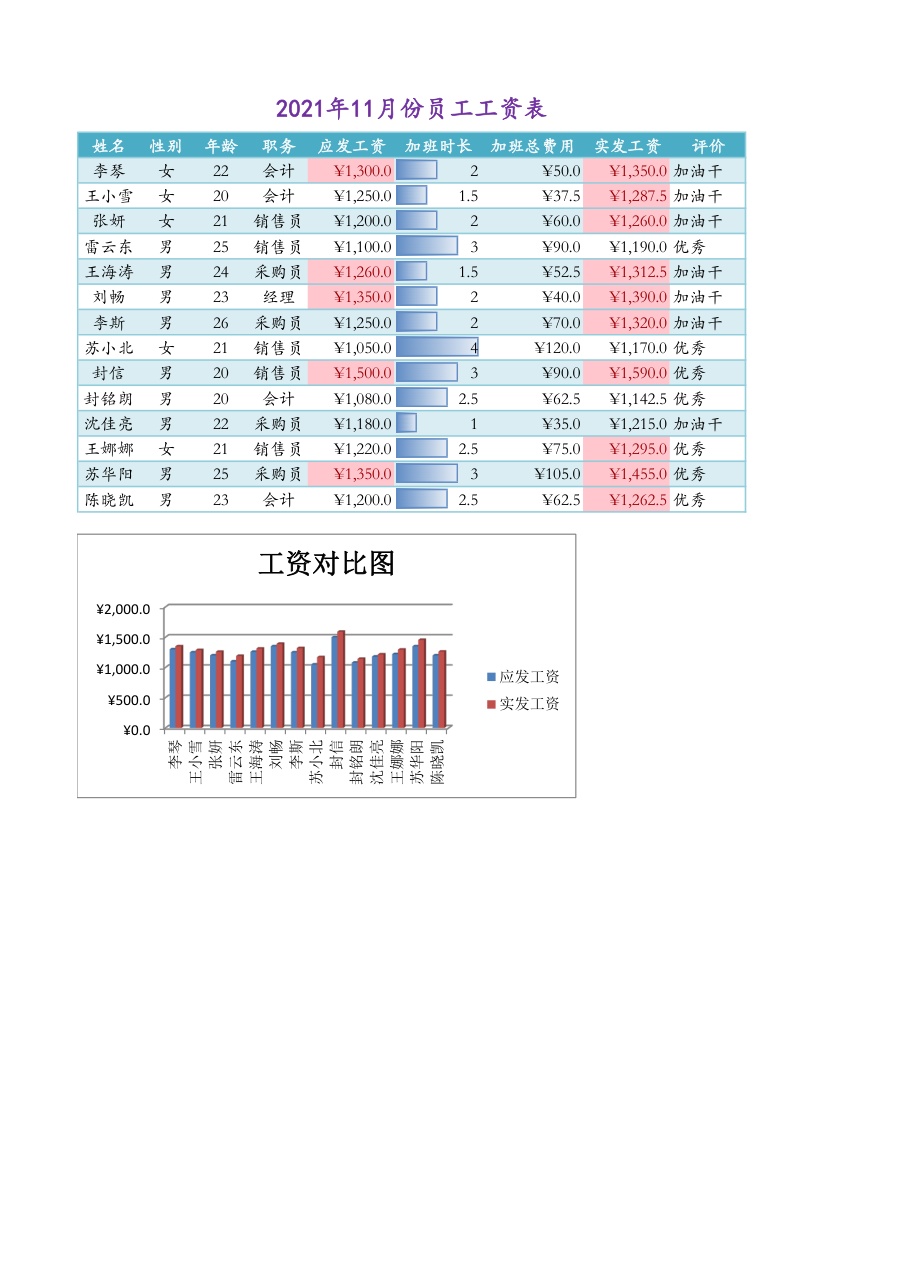 2021年11月份员工工资表
姓名 性别 年龄 职务 应发工资 加班时长 加班总费用 实发工资 评价
李琴 女 22 会计 ¥1,300.0 2 ¥50.0 ¥1,350.0 加油干
王小雪 女 20 会计 ¥1,250.0 1.5 ¥37.5 ¥1,287.5 加油干
张妍 女 21 销售员 ¥1,200.0 2 ¥60.0 ¥1,260.0 加油干
雷云东 男 25 销售员 ¥1,100.0 3 ¥90.0 ¥1,190.0 优秀
王海涛 男 24 采购员 ¥1,260.0 1.5 ¥52.5 ¥1,312.5 加油干
刘畅 男 23 经理 ¥1,350.0 2 ¥40.0 ¥1,390.0 加油干
李斯 男 26 采购员 ¥1,250.0 2 ¥70.0 ¥1,320.0 加油干
苏小北 女 21 销售员 ¥1,050.0 4 ¥120.0 ¥1,170.0 优秀
封信 男 20 销售员 ¥1,500.0 3 ¥90.0 ¥1,590.0 优秀
封铭朗 男 20 会计 ¥1,080.0 2.5 ¥62.5 ¥1,142.5 优秀
沈佳亮 男 22 采购员 ¥1,180.0 1 ¥35.0 ¥1,215.0 加油干
王娜娜 女 21 销售员 ¥1,220.0 2.5 ¥75.0 ¥1,295.0 优秀
苏华阳 男 25 采购员 ¥1,350.0 3 ¥105.0 ¥1,455.0 优秀
陈晓凯 男 23 会计 ¥1,200.0 2.5 ¥62.5 ¥1,262.5 优秀
工资对比图
¥2,000.0
¥1,500.0
¥1,000.0
¥500.0
¥0.0
李琴 王小雪 张妍 雷云东 王海涛 刘畅 李斯 苏小北 封信 封铭朗 沈佳亮 王娜娜 苏华阳 陈晓凯
应发工资
实发工资